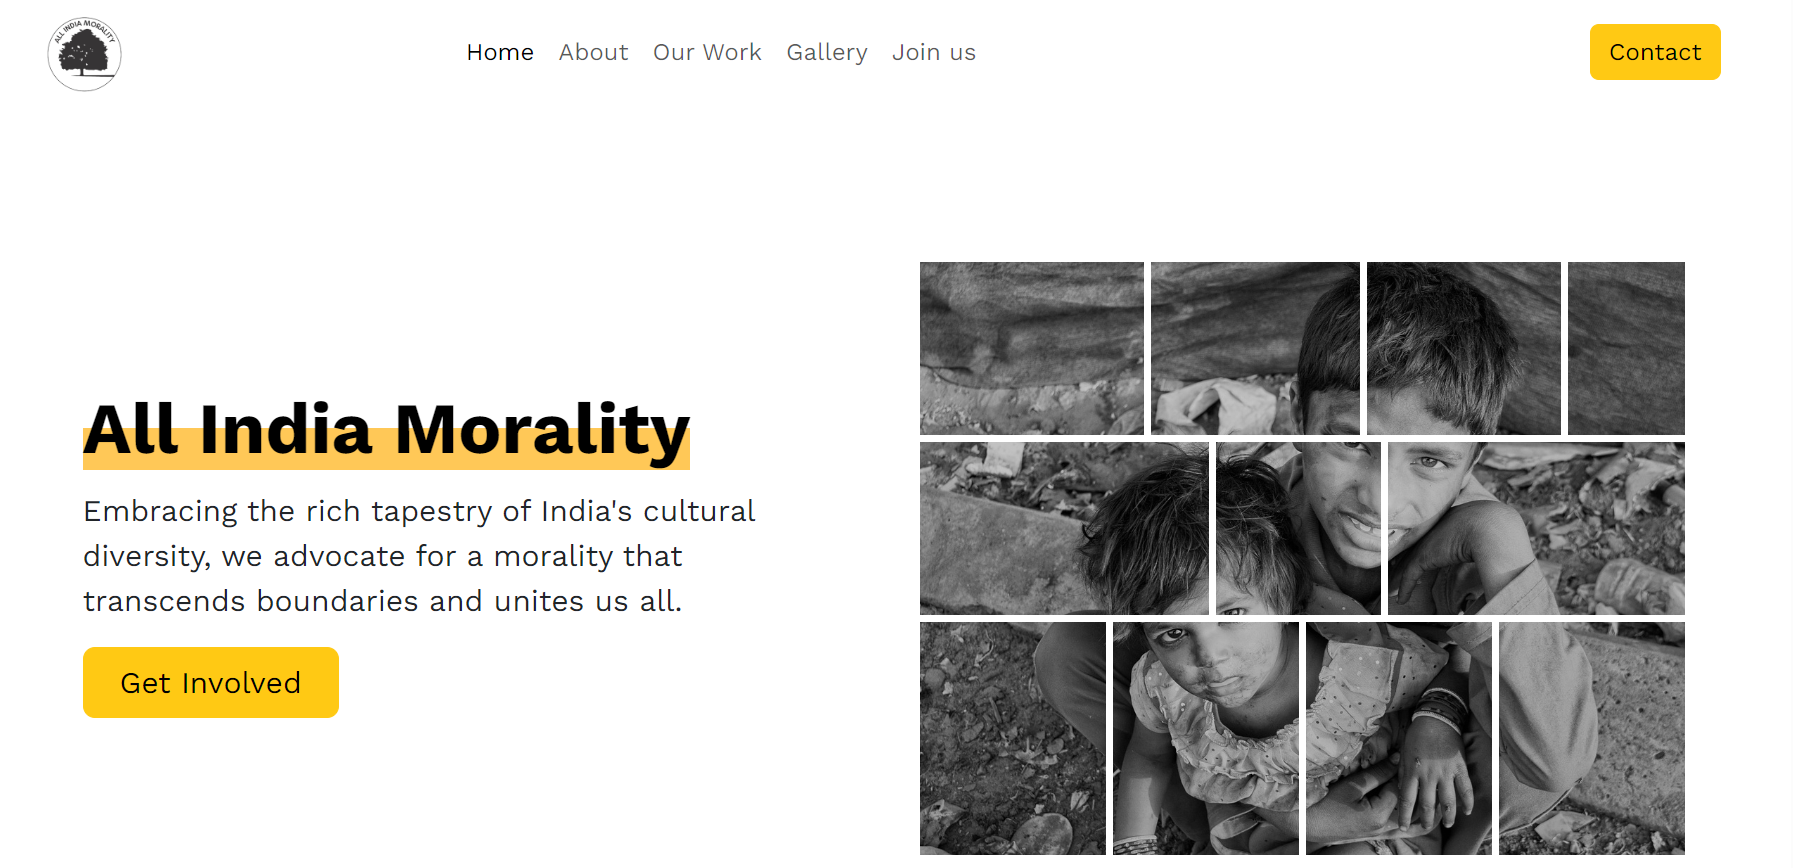 ALL INDIA MORALITY
Home About Our Work Gallery Join us
Contact
All India Morality
Embracing the rich tapestry of India's cultural
diversity, we advocate for a morality that
transcends boundaries and unites us all.
Get Involved